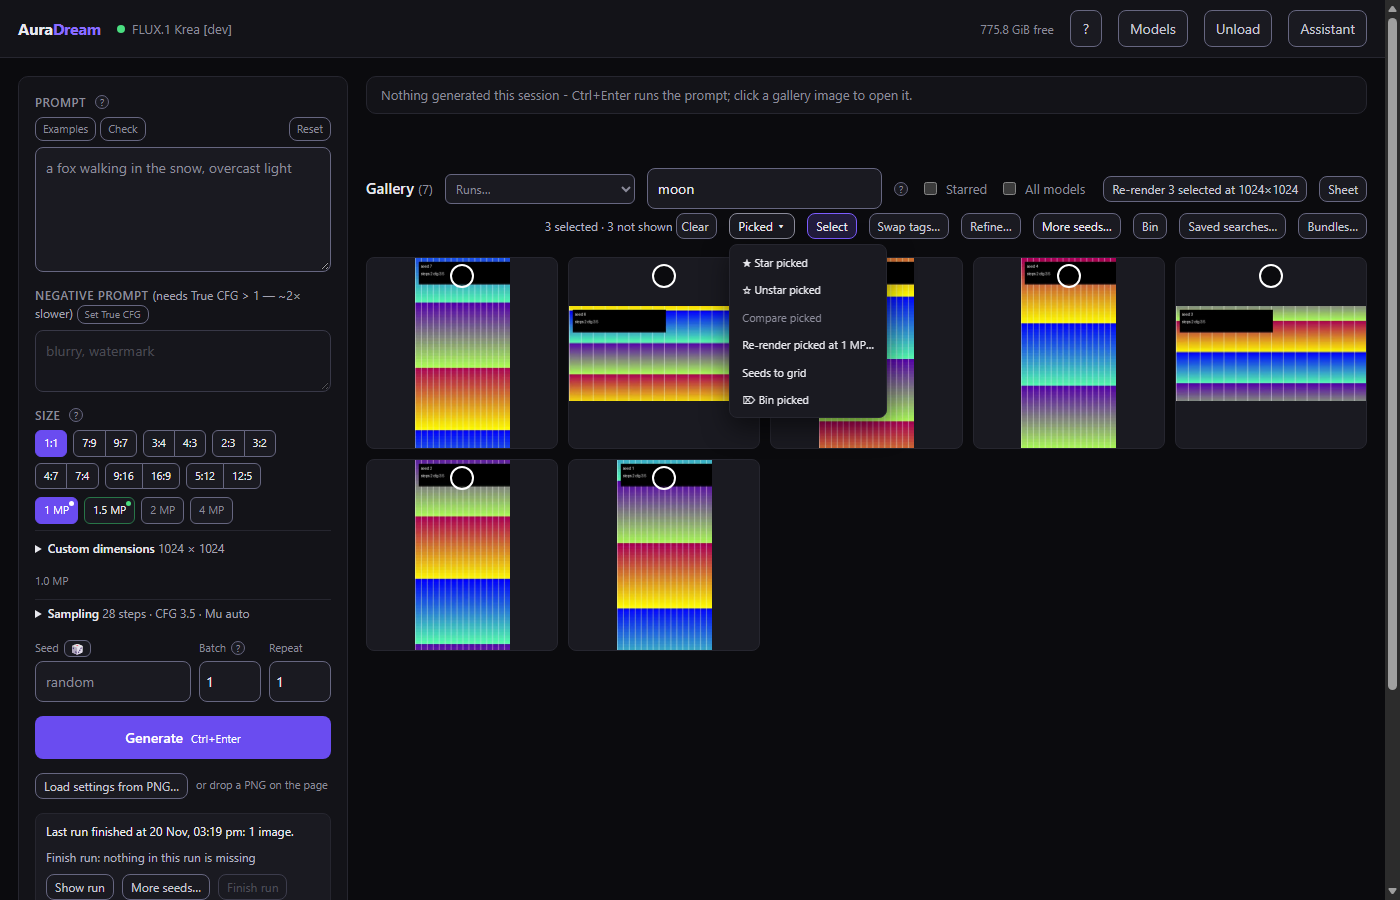 AuraDream
FLUX.1 Krea [dev]
775.8 GiB free
?
Models
Unload
Assistant
PROMPT ?
Examples
Check
Reset
a fox walking in the snow, overcast light
NEGATIVE PROMPT (needs True CFG > 1 — ~2×
slower) Set True CFG
blurry, watermark
SIZE ?
1:1 7:9 9:7 3:4 4:3 2:3 3:2
4:7 7:4 9:16 16:9 5:12 12:5
1 MP 1.5 MP 2 MP 4 MP
Custom dimensions 1024 × 1024
1.0 MP
Sampling 28 steps · CFG 3.5 · Mu auto
Seed Batch ? Repeat
random 1 1
Generate Ctrl+Enter
Load settings from PNG... or drop a PNG on the page
Last run finished at 20 Nov, 03:19 pm: 1 image.
Finish run: nothing in this run is missing
Show run More seeds... Finish run
Nothing generated this session - Ctrl+Enter runs the prompt; click a gallery image to open it.
Gallery (7) Runs... moon ? Starred All models Re-render 3 selected at 1024×1024 Sheet
3 selected · 3 not shown Clear Picked ▾ Select Swap tags... Refine... More seeds... Bin Saved searches... Bundles...
★ Star picked
☆ Unstar picked
Compare picked
Re-render picked at 1 MP...
Seeds to grid
⌦ Bin picked
seed 7
seed 6
seed 4
seed 3
seed 1